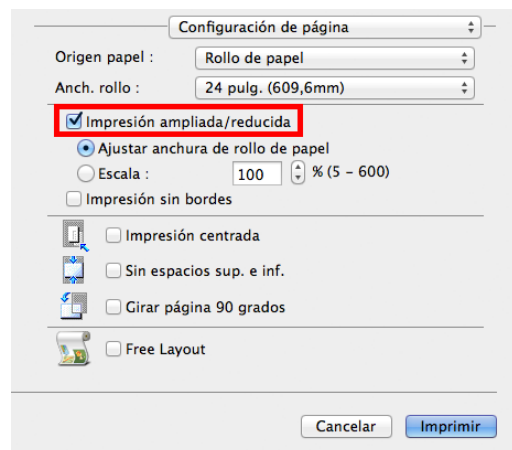 Configuración de página
Origen papel : Rollo de papel
Anch. rollo : 24 pulg. (609,6mm)
Impresión ampliada/reducida
Ajustar anchura de rollo de papel
Escala : 100 % (5 - 600)
Impresión sin bordes
Impresión centrada
Sin espacios sup. e inf.
Girar página 90 grados
Free Layout
Cancelar Imprimir